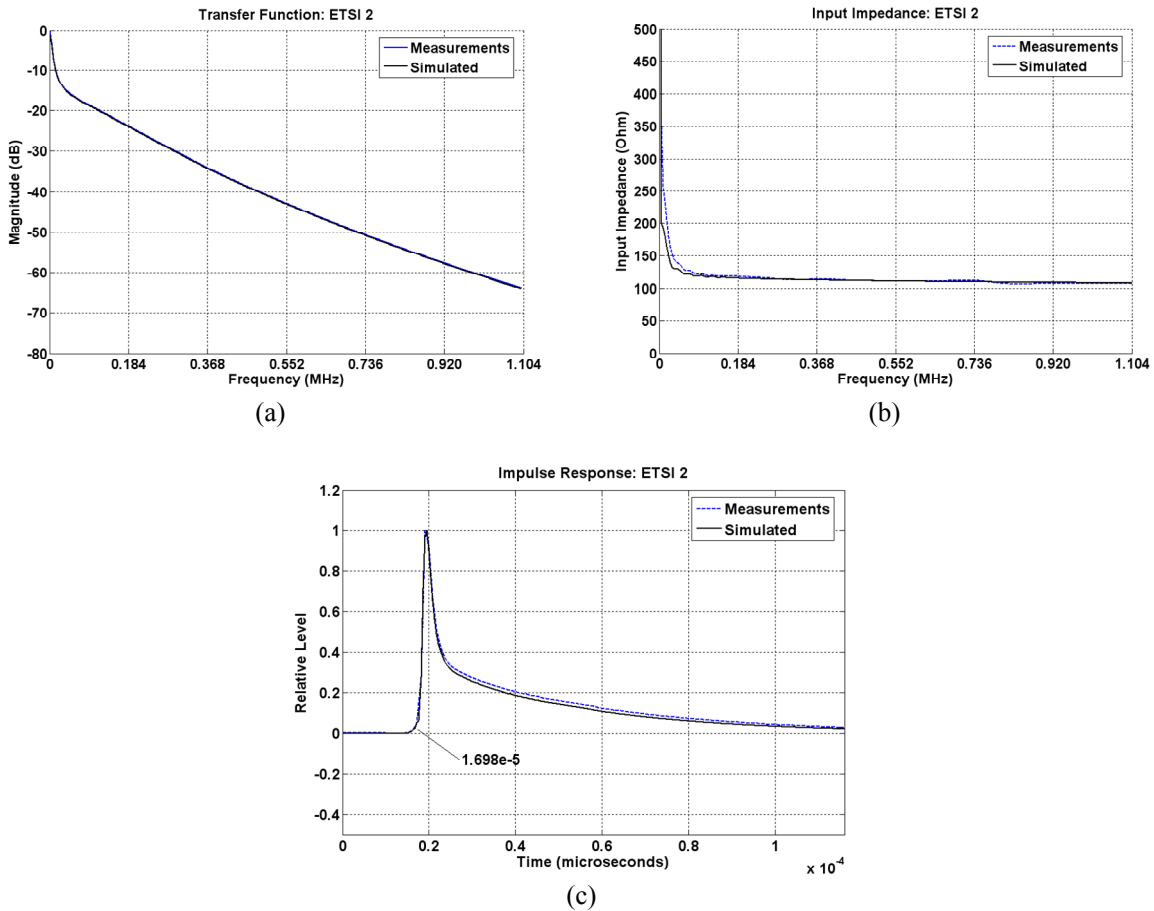 Transfer Function: ETSI 2
0
-10
-20
-30
-40
-50
-60
-70
-80
Magnitude (dB)
Measurements
Simulated
0 0.184 0.368 0.552 0.736 0.920 1.104
Frequency (MHz)
(a)
Input Impedance: ETSI 2
500
450
400
350
300
250
200
150
100
50
0
Input Impedance (Ohm)
Measurements
Simulated
0 0.184 0.368 0.552 0.736 0.920 1.104
Frequency (MHz)
(b)
Impulse Response: ETSI 2
1.2
1
0.8
0.6
0.4
0.2
0
-0.2
-0.4
Relative Level
Measurements
Simulated
1.698e-5
0 0.2 0.4 0.6 0.8 1
Time (microseconds)
x 10⁻⁴
(c)